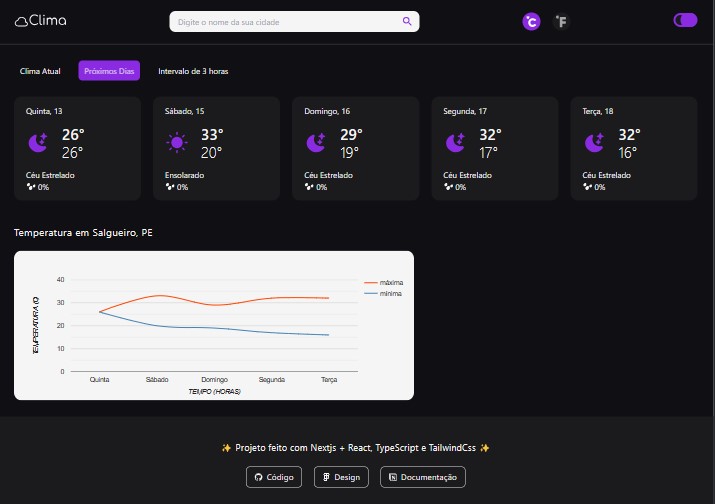 Clima
Digite o nome da sua cidade
°C
°F
Clima Atual
Próximos Dias
Intervalo de 3 horas
Quinta, 13
26°
26°
Céu Estrelado
0%
Sábado, 15
33°
20°
Ensolarado
0%
Domingo, 16
29°
19°
Céu Estrelado
0%
Segunda, 17
32°
17°
Céu Estrelado
0%
Terça, 18
32°
16°
Céu Estrelado
0%
Temperatura em Salgueiro, PE
40
30
20
10
0
TEMPERATURA (C)
Quinta
Sábado
Domingo
Segunda
Terça
TEMPO (HORAS)
máxima
mínima
✨ Projeto feito com Nextjs + React, TypeScript e TailwindCss ✨
Código
Design
Documentação